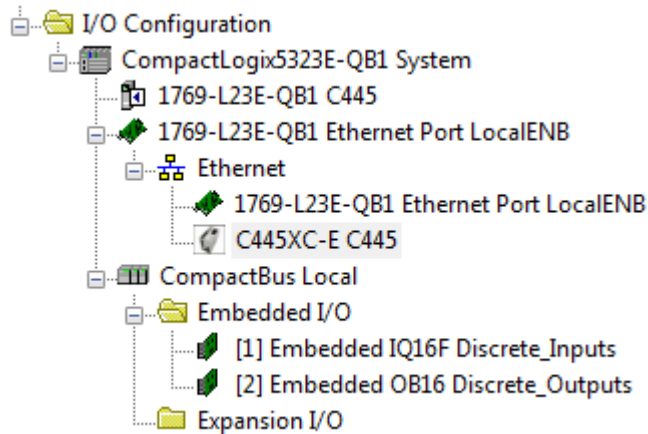 I/O Configuration
CompactLogix5323E-QB1 System
1769-L23E-QB1 C445
1769-L23E-QB1 Ethernet Port LocalENB
Ethernet
1769-L23E-QB1 Ethernet Port LocalENB
C445XC-E C445
CompactBus Local
Embedded I/O
[1] Embedded IQ16F Discrete_Inputs
[2] Embedded OB16 Discrete_Outputs
Expansion I/O